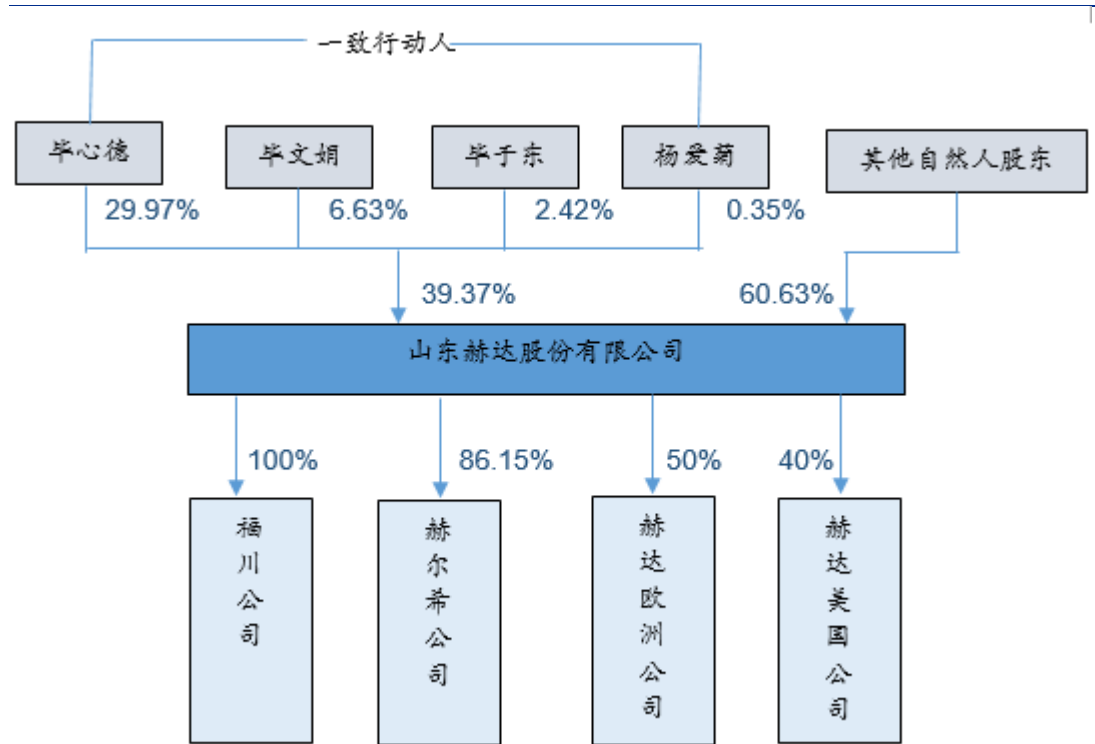 一致行动人
毕心德
毕文娟
毕于东
杨爱菊
其他自然人股东
29.97%
6.63%
2.42%
0.35%
39.37%
60.63%
山东赫达股份有限公司
100%
86.15%
50%
40%
福川公司
赫尔希公司
赫达欧洲公司
赫达美国公司